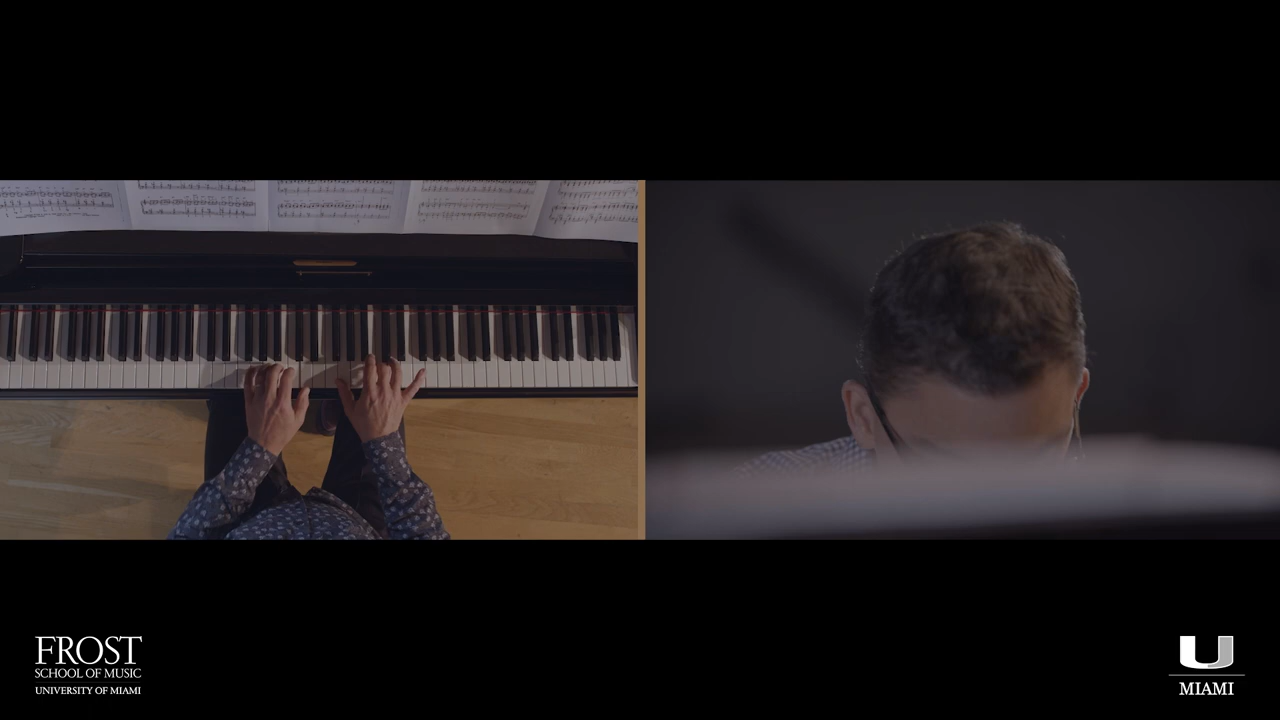 FROST
SCHOOL OF MUSIC
UNIVERSITY OF MIAMI
U
MIAMI